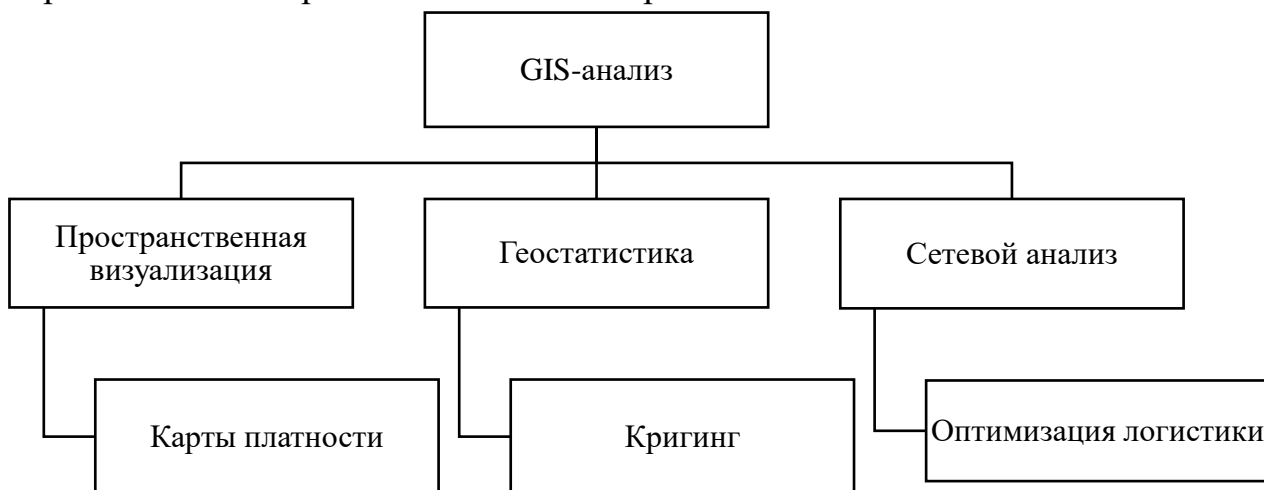 GIS-анализ
Пространственная
визуализация
Геостатистика
Сетевой анализ
Карты платности
Кригинг
Оптимизация логистики